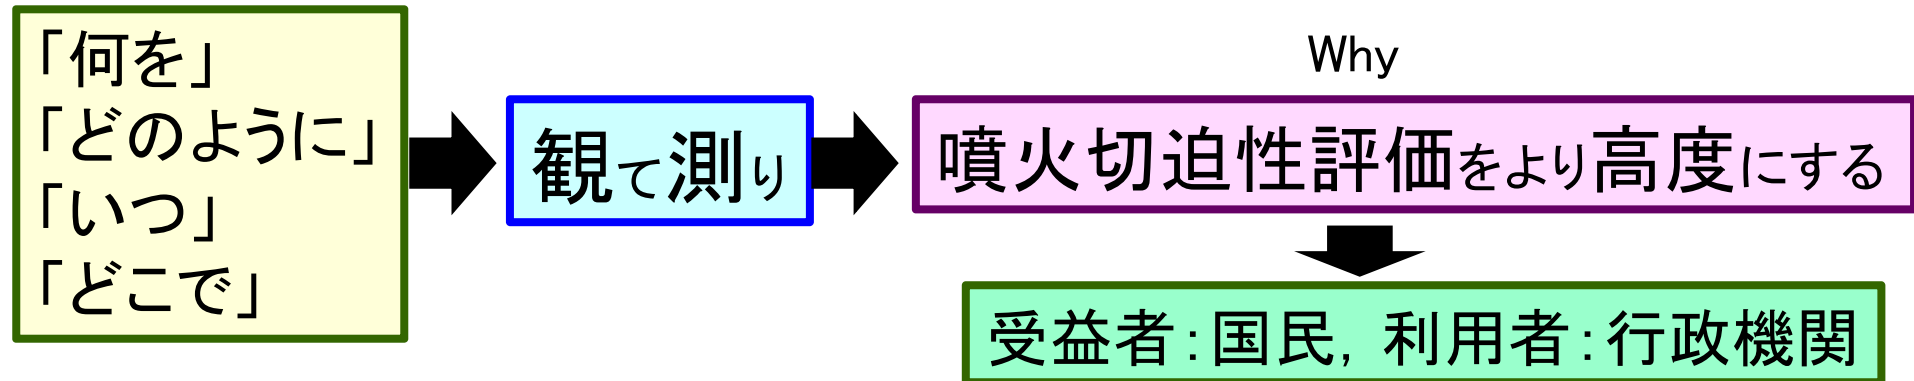 「何を」
「どのように」
「いつ」
「どこで」
観て測り
Why
噴火切迫性評価をより高度にする
受益者：国民，利用者：行政機関